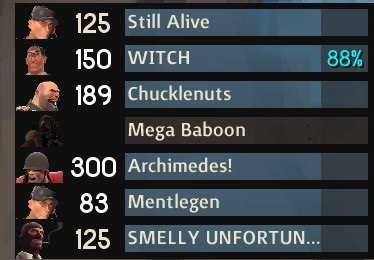 125 Still Alive
150 WITCH 88%
189 Chucklenuts
Mega Baboon
300 Archimedes!
83 Mentlegen
125 SMELLY UNFORTUN...